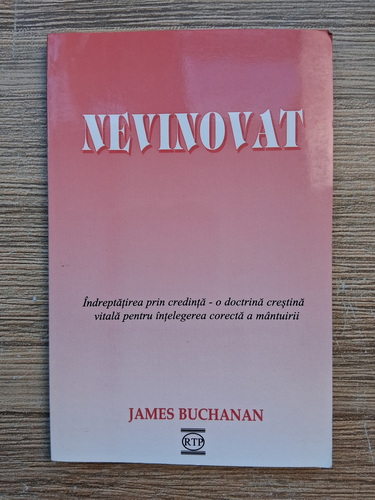 NEVINOVAT
Îndreptățirea prin credință - o doctrină creștină
vitală pentru înțelegerea corectă a mântuirii
JAMES BUCHANAN
RTP